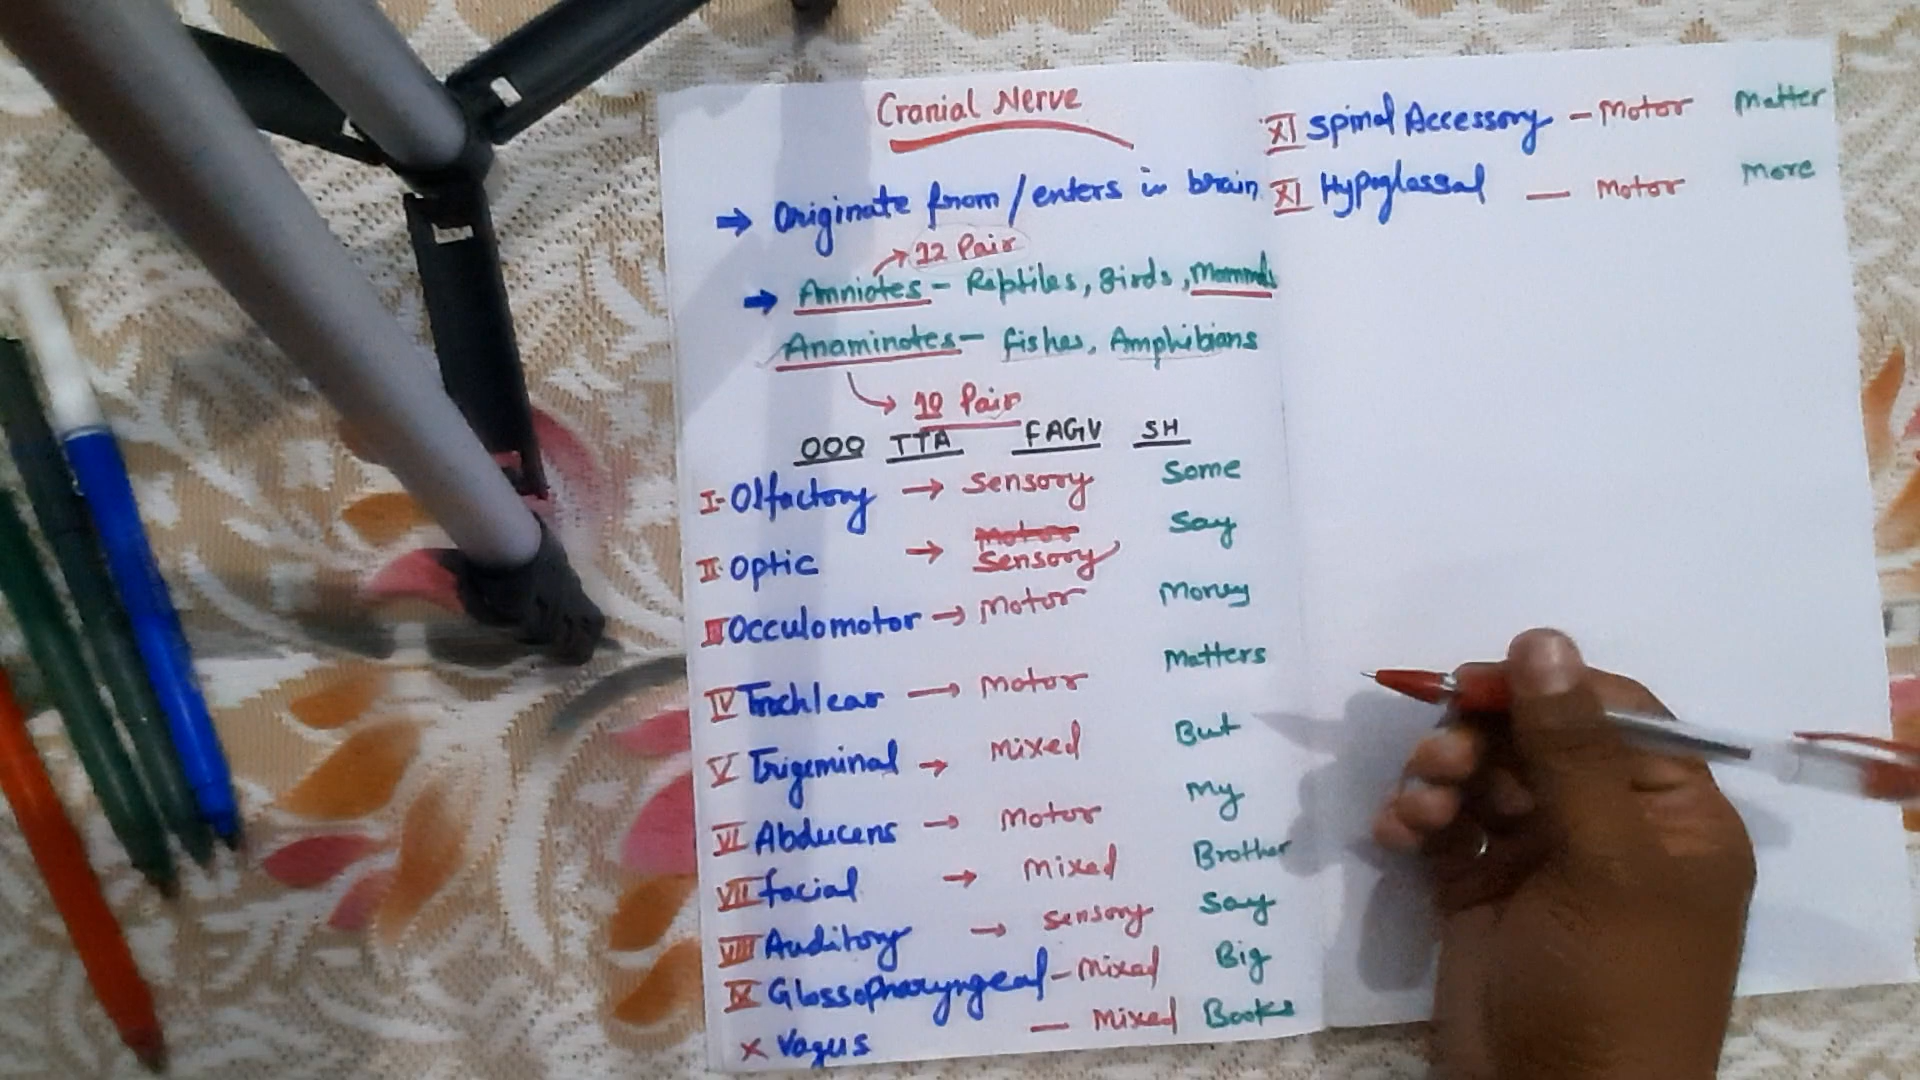 Cranial Nerve
⇒ Originate from/enters in brain
→ 12 Pair
⇒ Amniotes - Reptiles, Birds, Mammals
Anaminotes - fishes, Amphibians
→ 10 Pair
OOO TTA FAGV SH
I- Olfactory → Sensory Some
Motor
II. Optic → Sensory Say
III Occulomotor → Motor Money
IV Trochlear → Motor Matters
V Trigeminal → Mixed But
VI Abducens → Motor My
VII facial → Mixed Brother
VIII Auditory → Sensory Say
IX Glossopharyngeal - Mixed Big
X Vagus — Mixed Books
XI Spinal Accessory - Motor Matter
XI Hypoglossal — Motor More